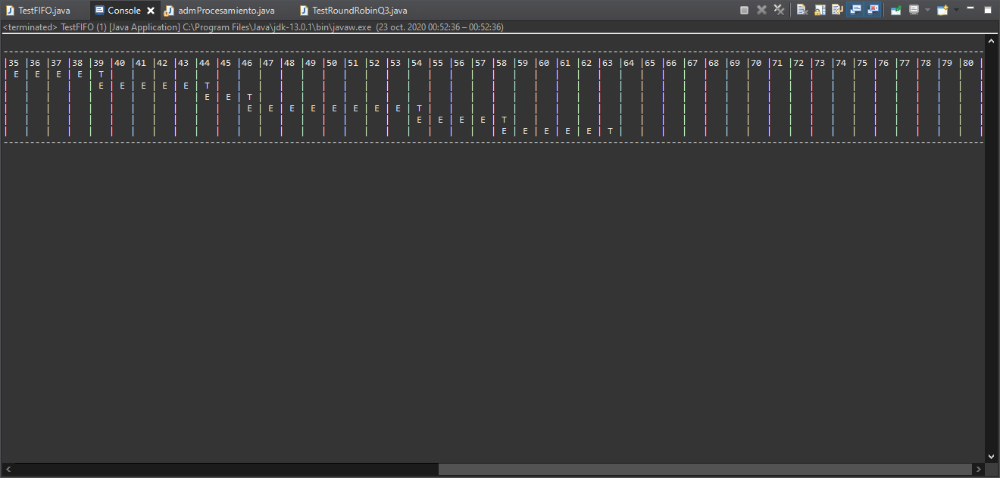 TestFIFO.java Console admProcesamiento.java TestRoundRobinQ3.java
<terminated> TestFIFO (1) [Java Application] C:\Program Files\Java\jdk-13.0.1\bin\javaw.exe (23 oct. 2020 00:52:36 – 00:52:36)
|35 |36 |37 |38 |39 |40 |41 |42 |43 |44 |45 |46 |47 |48 |49 |50 |51 |52 |53 |54 |55 |56 |57 |58 |59 |60 |61 |62 |63 |64 |65 |66 |67 |68 |69 |70 |71 |72 |73 |74 |75 |76 |77 |78 |79 |80 |
| E | E | E | E | T | | | | | | | | | | | | | | | | | | | | | | | | | | | | | | | | | | | | | | | | | |
| | | | | E | E | E | E | E | T | | | | | | | | | | | | | | | | | | | | | | | | | | | | | | | | | | | | |
| | | | | | | | | | E | E | T | | | | | | | | | | | | | | | | | | | | | | | | | | | | | | | | | | |
| | | | | | | | | | | | E | E | E | E | E | E | E | E | T | | | | | | | | | | | | | | | | | | | | | | | | | | |
| | | | | | | | | | | | | | | | | | | | E | E | E | E | T | | | | | | | | | | | | | | | | | | | | | | |
| | | | | | | | | | | | | | | | | | | | | | | | E | E | E | E | E | T | | | | | | | | | | | | | | | | | |